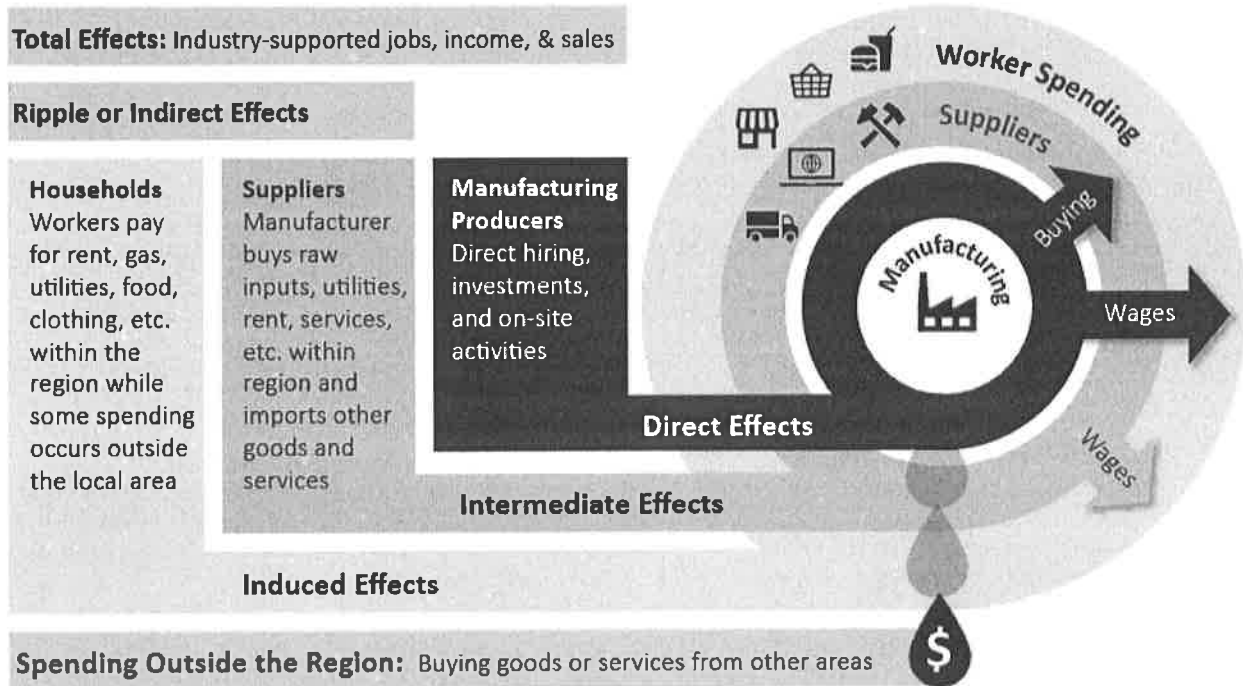 Total Effects: Industry-supported jobs, income, & sales
Ripple or Indirect Effects
Households
Workers pay
for rent, gas,
utilities, food,
clothing, etc.
within the
region while
some spending
occurs outside
the local area
Suppliers
Manufacturer
buys raw
inputs, utilities,
rent, services,
etc. within
region and
imports other
goods and
services
Manufacturing
Producers
Direct hiring,
investments,
and on-site
activities
Direct Effects
Intermediate Effects
Induced Effects
Spending Outside the Region: Buying goods or services from other areas
Worker Spending
Suppliers
Manufacturing
Buying
Wages
Wages
$